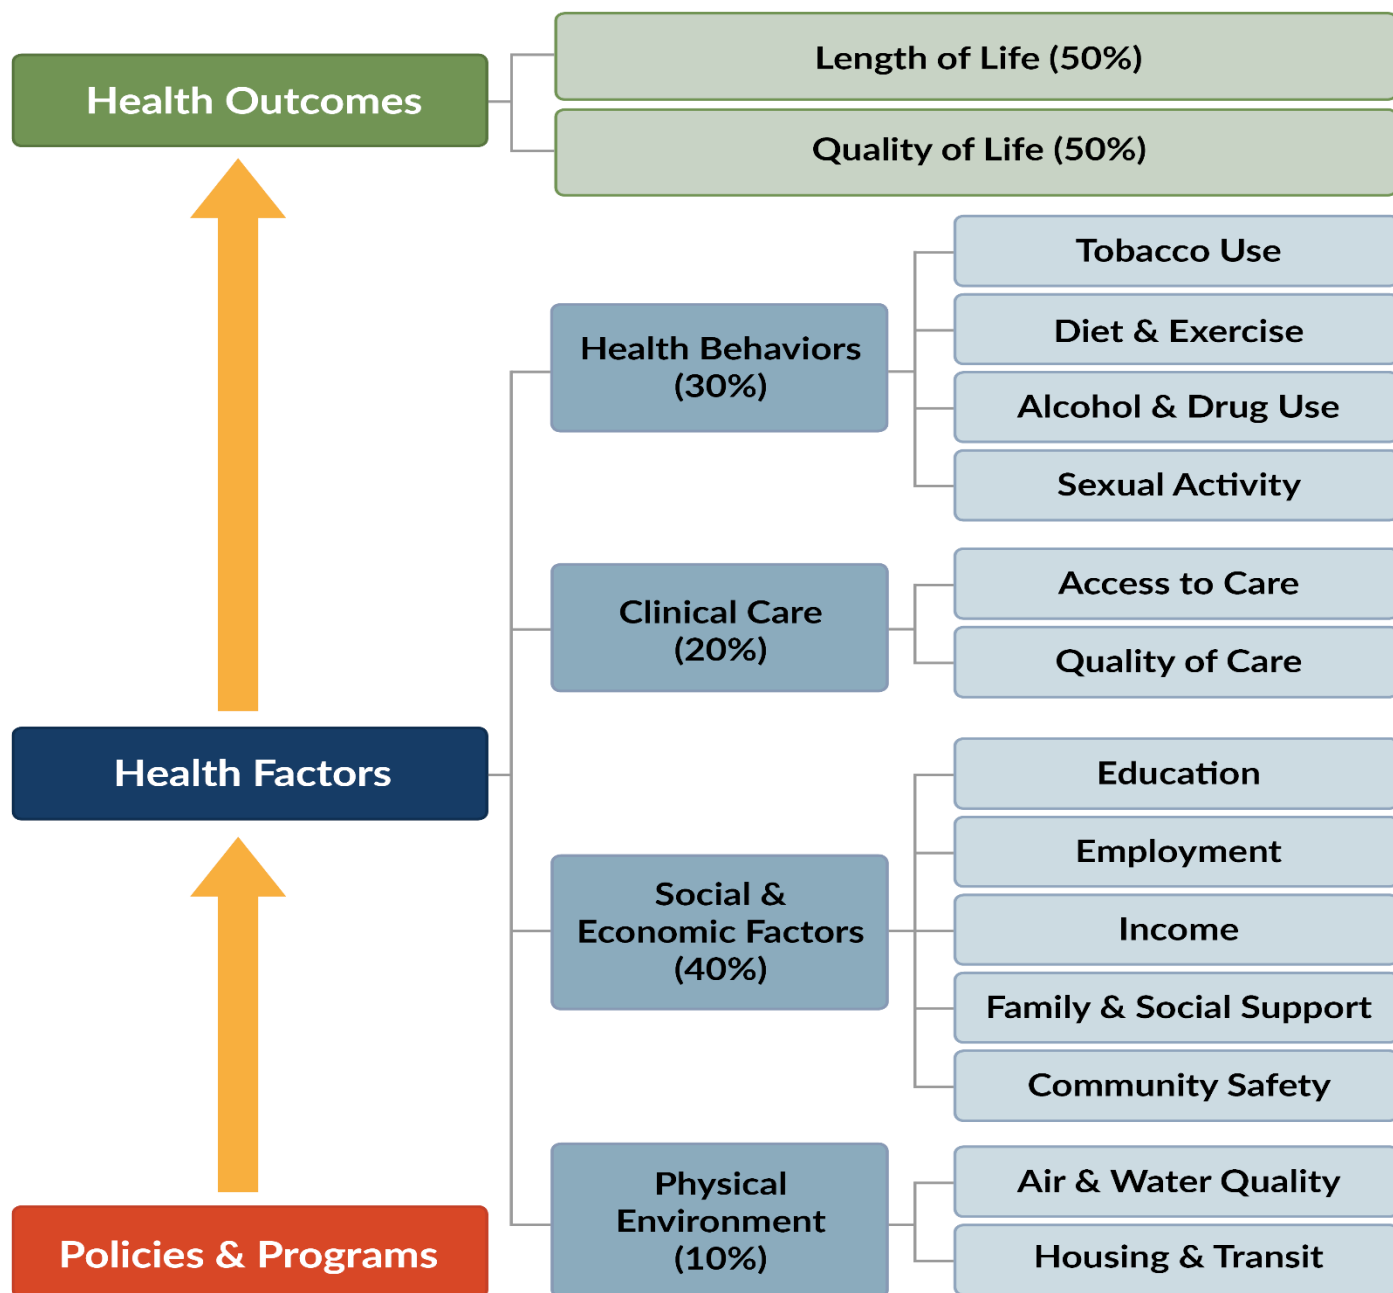 Health Outcomes
Length of Life (50%)
Quality of Life (50%)
Health Factors
Health Behaviors
(30%)
Tobacco Use
Diet & Exercise
Alcohol & Drug Use
Sexual Activity
Clinical Care
(20%)
Access to Care
Quality of Care
Social &
Economic Factors
(40%)
Education
Employment
Income
Family & Social Support
Community Safety
Physical
Environment
(10%)
Air & Water Quality
Housing & Transit
Policies & Programs